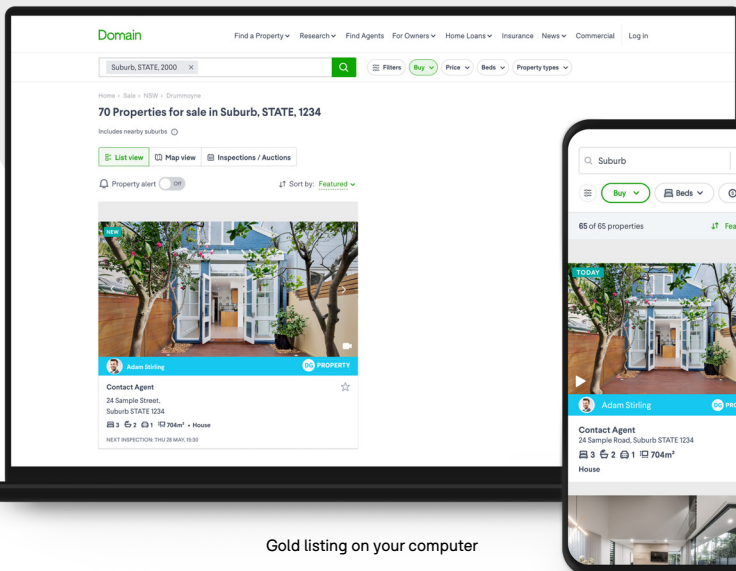 Domain
Find a Property Research Find Agents For Owners Home Loans Insurance News Commercial Log in
Suburb, STATE, 2000 ×
Filters Buy Price Beds Property types
Home > Sale > NSW > Drummoyne
70 Properties for sale in Suburb, STATE, 1234
Includes nearby suburbs
List view Map view Inspections / Auctions
Property alert Off Sort by: Featured
NEW
Adam Stirling DG PROPERTY
Contact Agent
24 Sample Street,
Suburb STATE 1234
3 2 1 704m² • House
NEXT INSPECTION: THU 28 MAY, 11:30
Suburb
Buy Beds
65 of 65 properties
TODAY
Adam Stirling DG
Contact Agent
24 Sample Road, Suburb STATE 1234
3 2 1 704m²
House
Gold listing on your computer